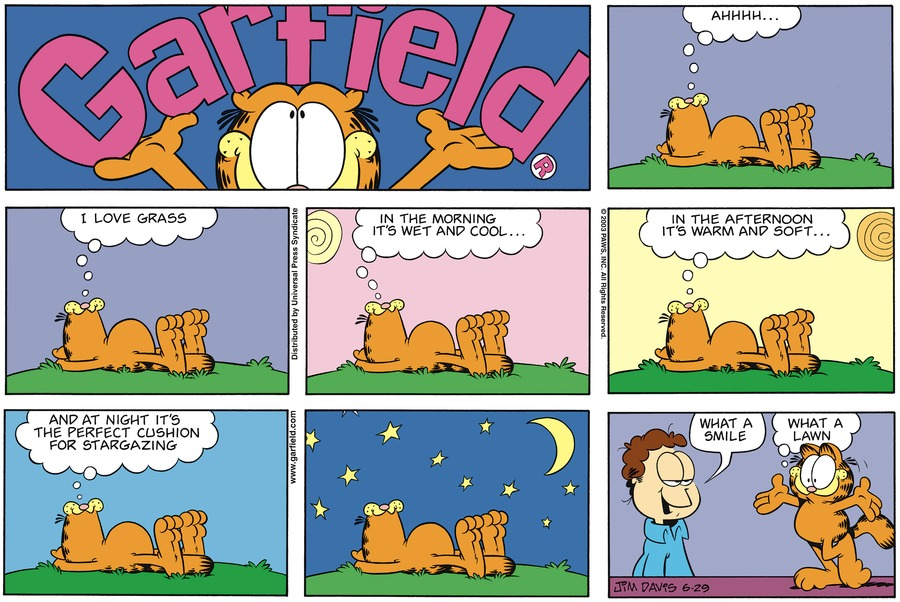 Garfield
R
AHHHH...
I LOVE GRASS
Distributed by Universal Press Syndicate
IN THE MORNING
IT'S WET AND COOL...
© 2003 PAWS, INC. All Rights Reserved.
IN THE AFTERNOON
IT'S WARM AND SOFT...
AND AT NIGHT IT'S
THE PERFECT CUSHION
FOR STARGAZING
www.garfield.com
WHAT A
SMILE
WHAT A
LAWN
JIM DAVIS 6-29